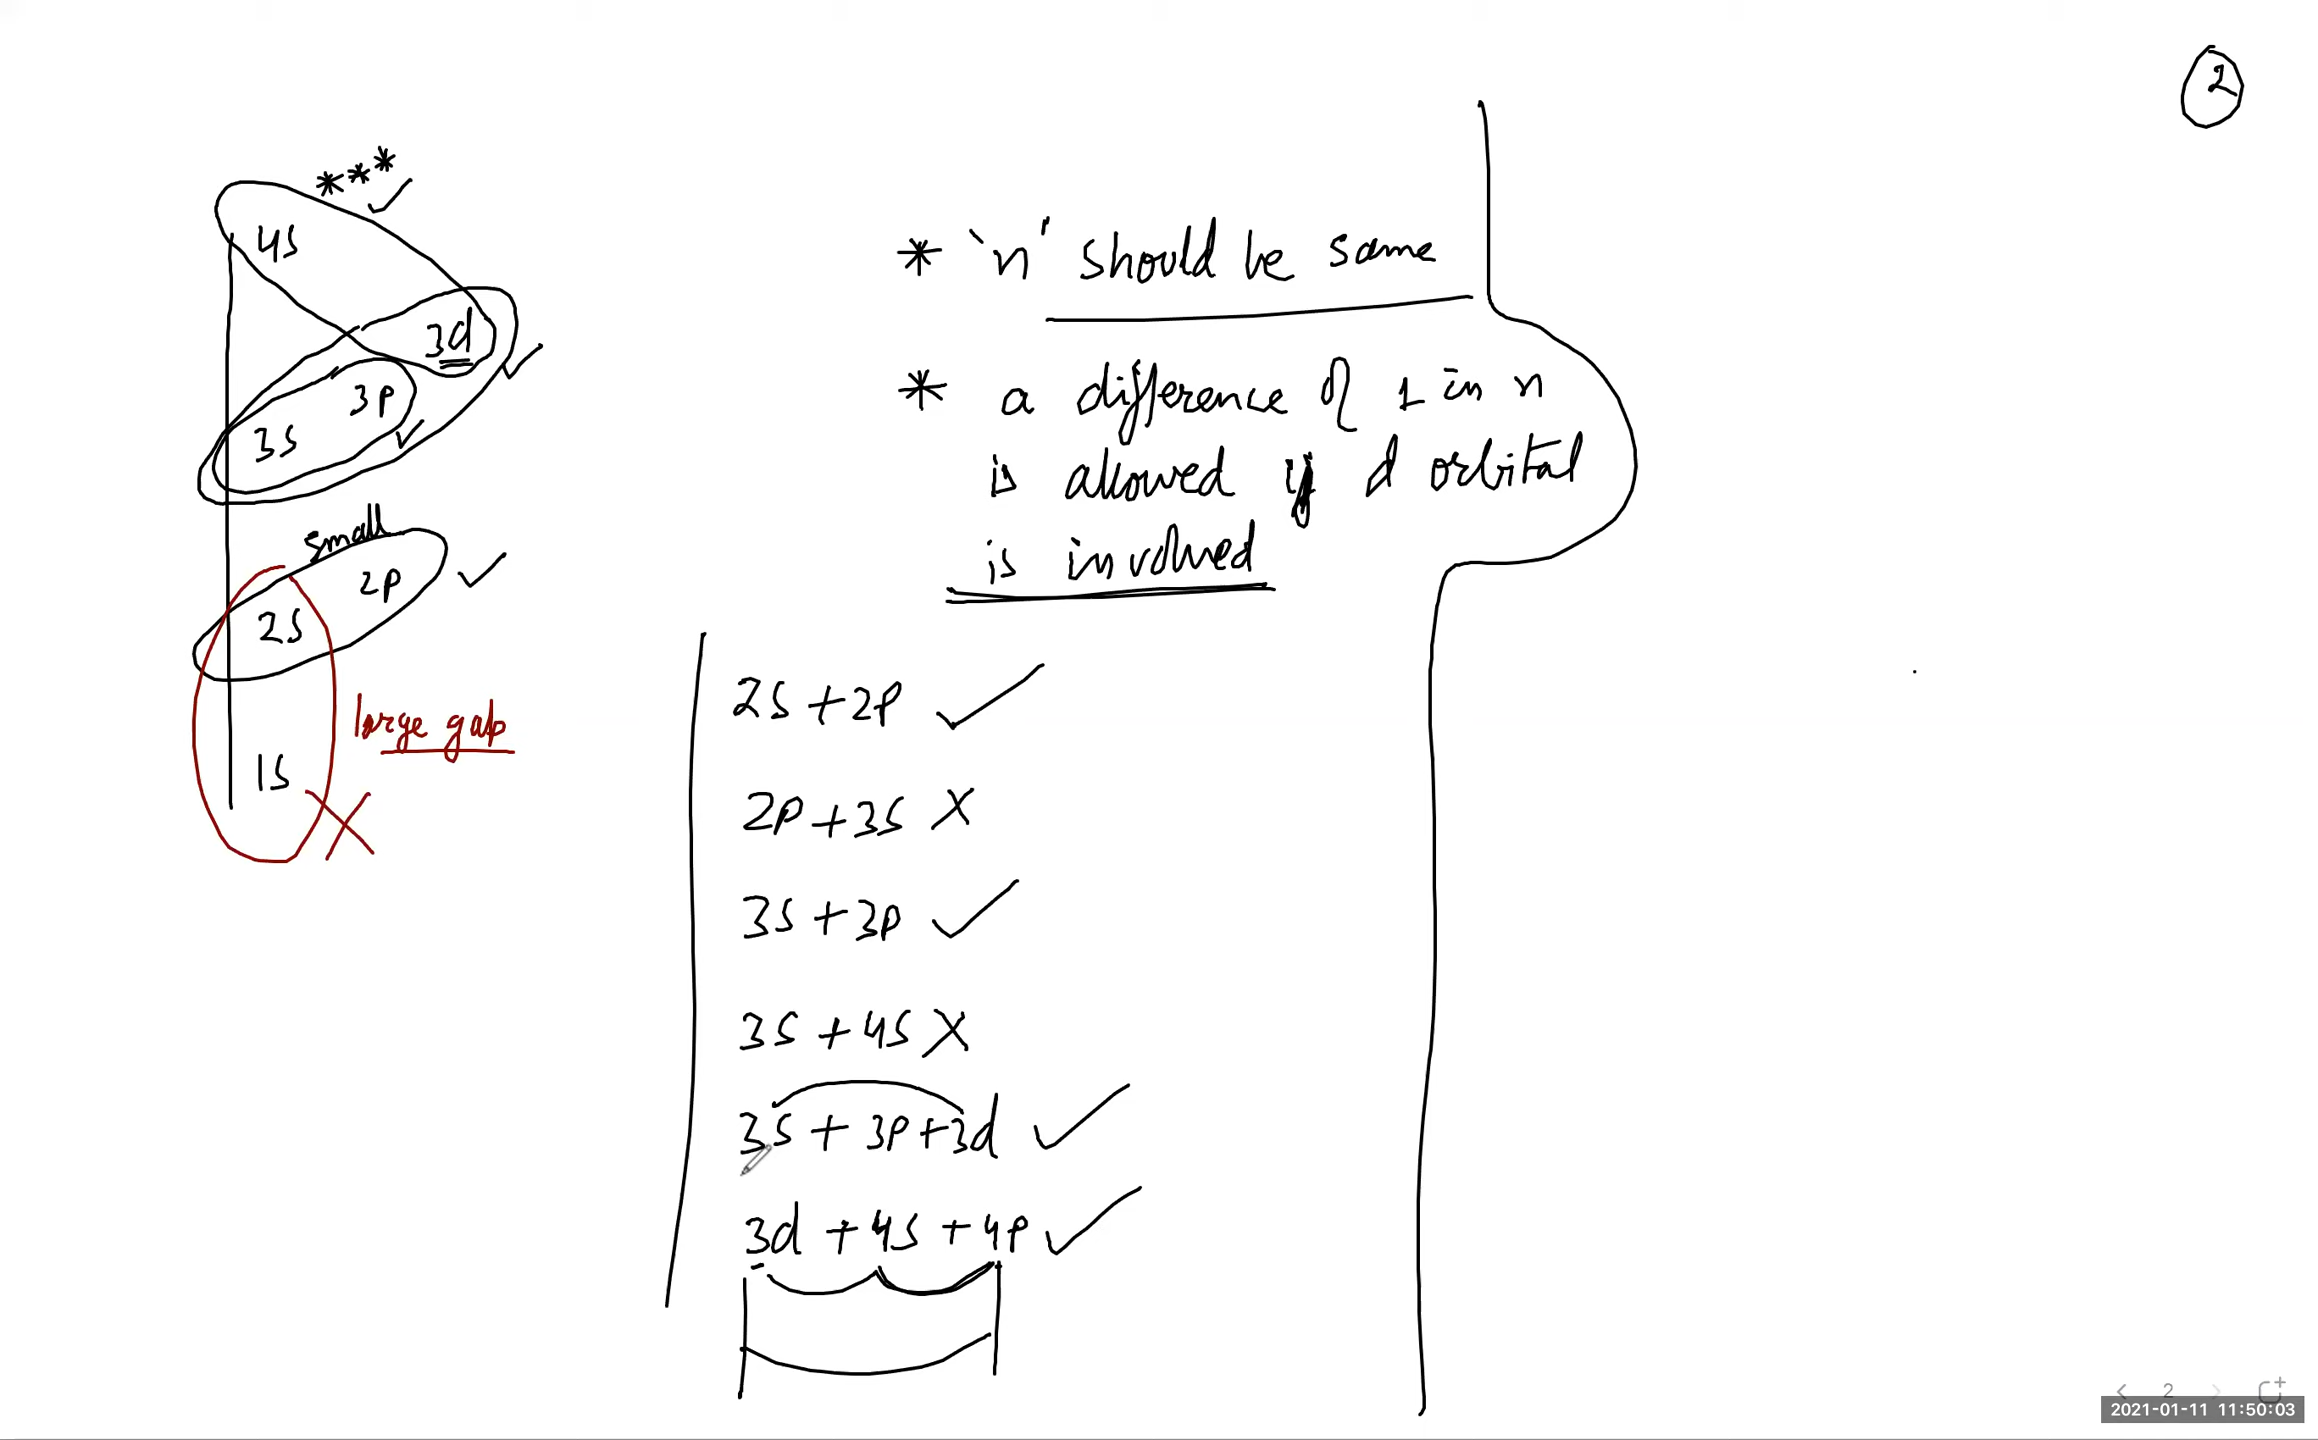 2
* * *
4s
3d
3p
3s
small
2p
2s
large gap
1s
* 'n' should be same
* a difference of 1 in n
is allowed if d orbital
is involved
2s + 2p ✓
2p + 3s X
3s + 3p ✓
3s + 4s X
3s + 3p + 3d ✓
3d + 4s + 4p ✓
2
2021-01-11 11:50:03